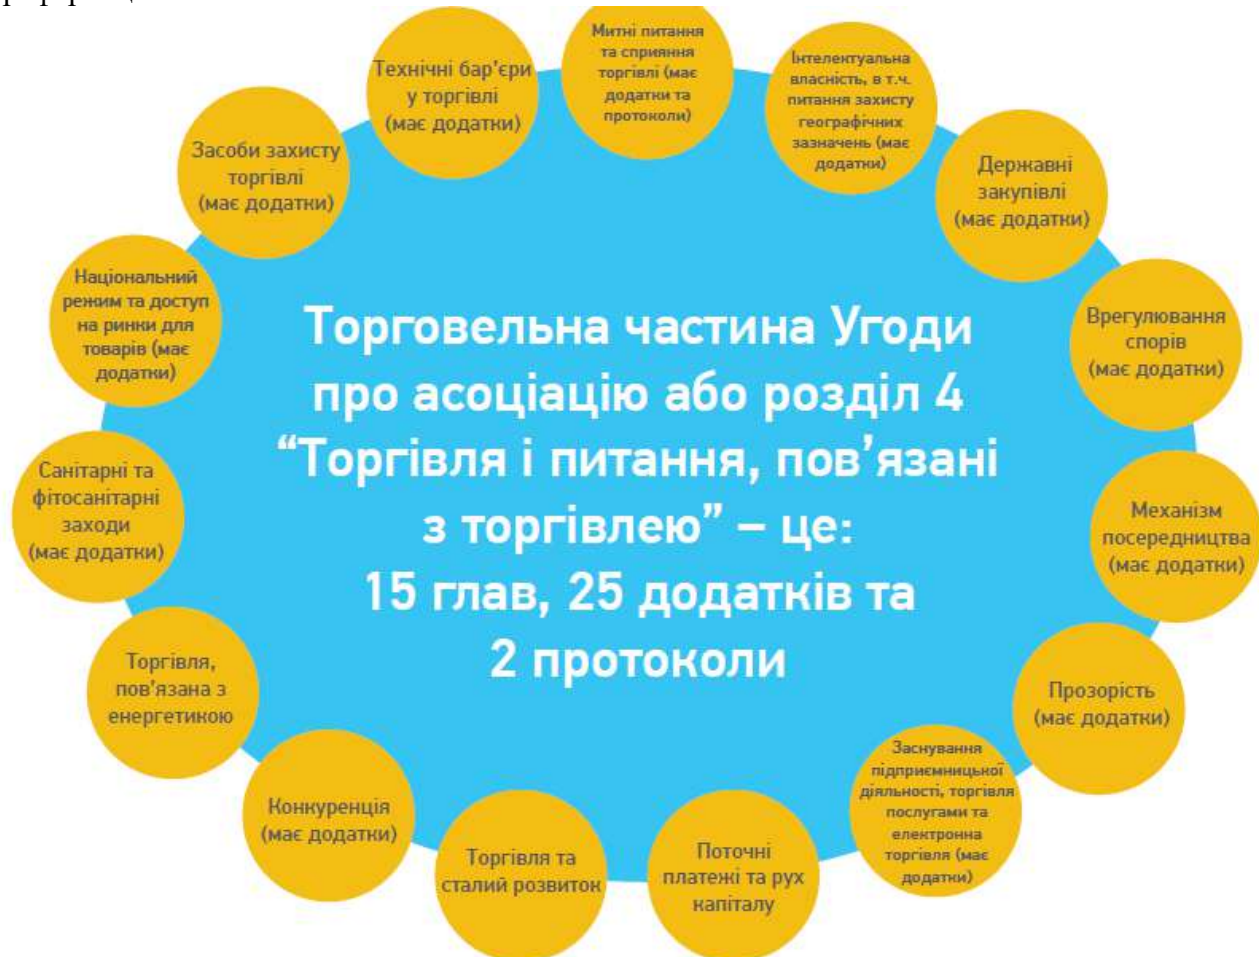 Митні питання
та сприяння
торгівлі (має
додатки та
протоколи)
Інтелектуальна
власність, в т.ч.
питання захисту
географічних
зазначень (має
додатки)
Державні
закупівлі
(має додатки)
Врегулювання
спорів
(має додатки)
Механізм
посередництва
(має додатки)
Прозорість
(має додатки)
Заснування
підприємницької
діяльності, торгівля
послугами та
електронна
торгівля (має
додатки)
Поточні
платежі та рух
капіталу
Торгівля та
сталий розвиток
Конкуренція
(має додатки)
Торгівля,
пов’язана з
енергетикою
Санітарні та
фітосанітарні
заходи
(має додатки)
Національний
режим та доступ
на ринки для
товарів (має
додатки)
Засоби захисту
торгівлі
(має додатки)
Технічні бар’єри
у торгівлі
(має додатки)
Торговельна частина Угоди
про асоціацію або розділ 4
“Торгівля і питання, пов’язані
з торгівлею” – це:
15 глав, 25 додатків та
2 протоколи